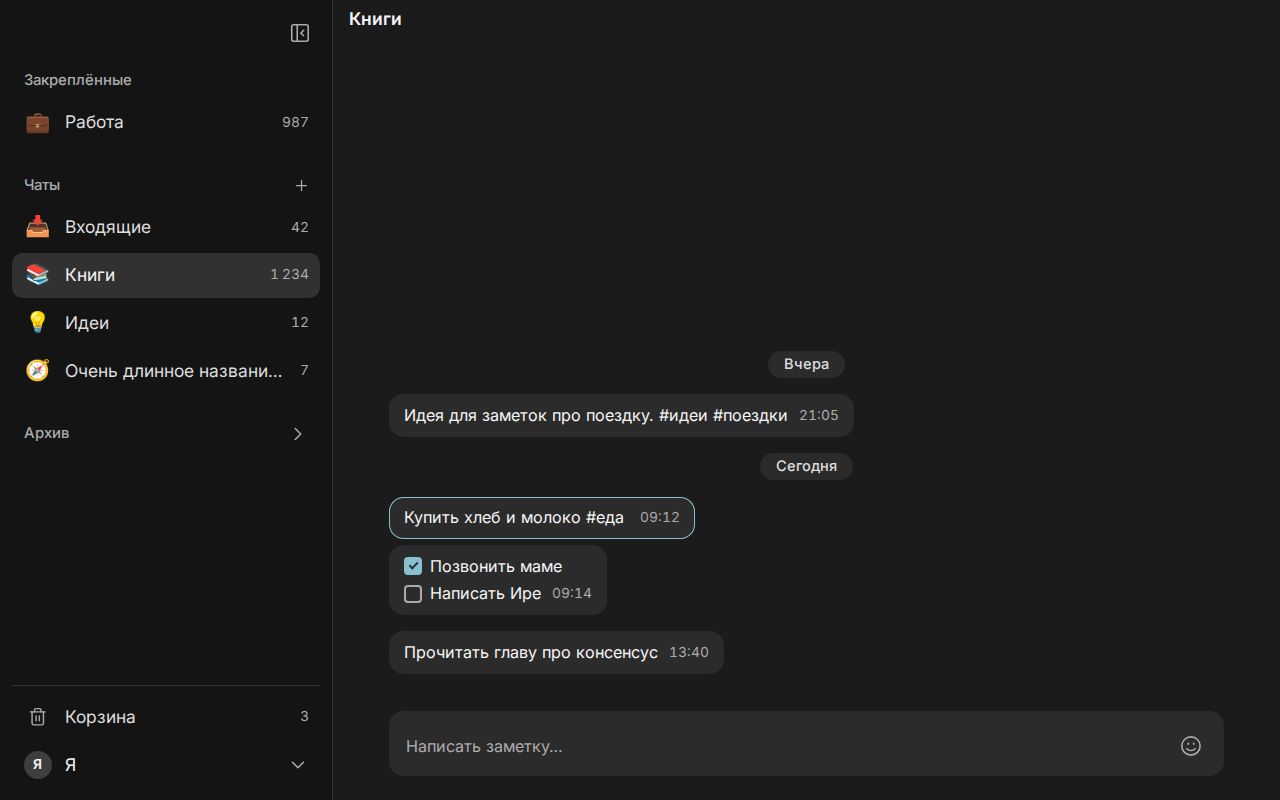 Книги
Закреплённые
Работа 987
Чаты
Входящие 42
Книги 1 234
Идеи 12
Очень длинное названи... 7
Архив
Корзина 3
Я Я
Вчера
Идея для заметок про поездку. #идеи #поездки 21:05
Сегодня
Купить хлеб и молоко #еда 09:12
Позвонить маме
Написать Ире 09:14
Прочитать главу про консенсус 13:40
Написать заметку...